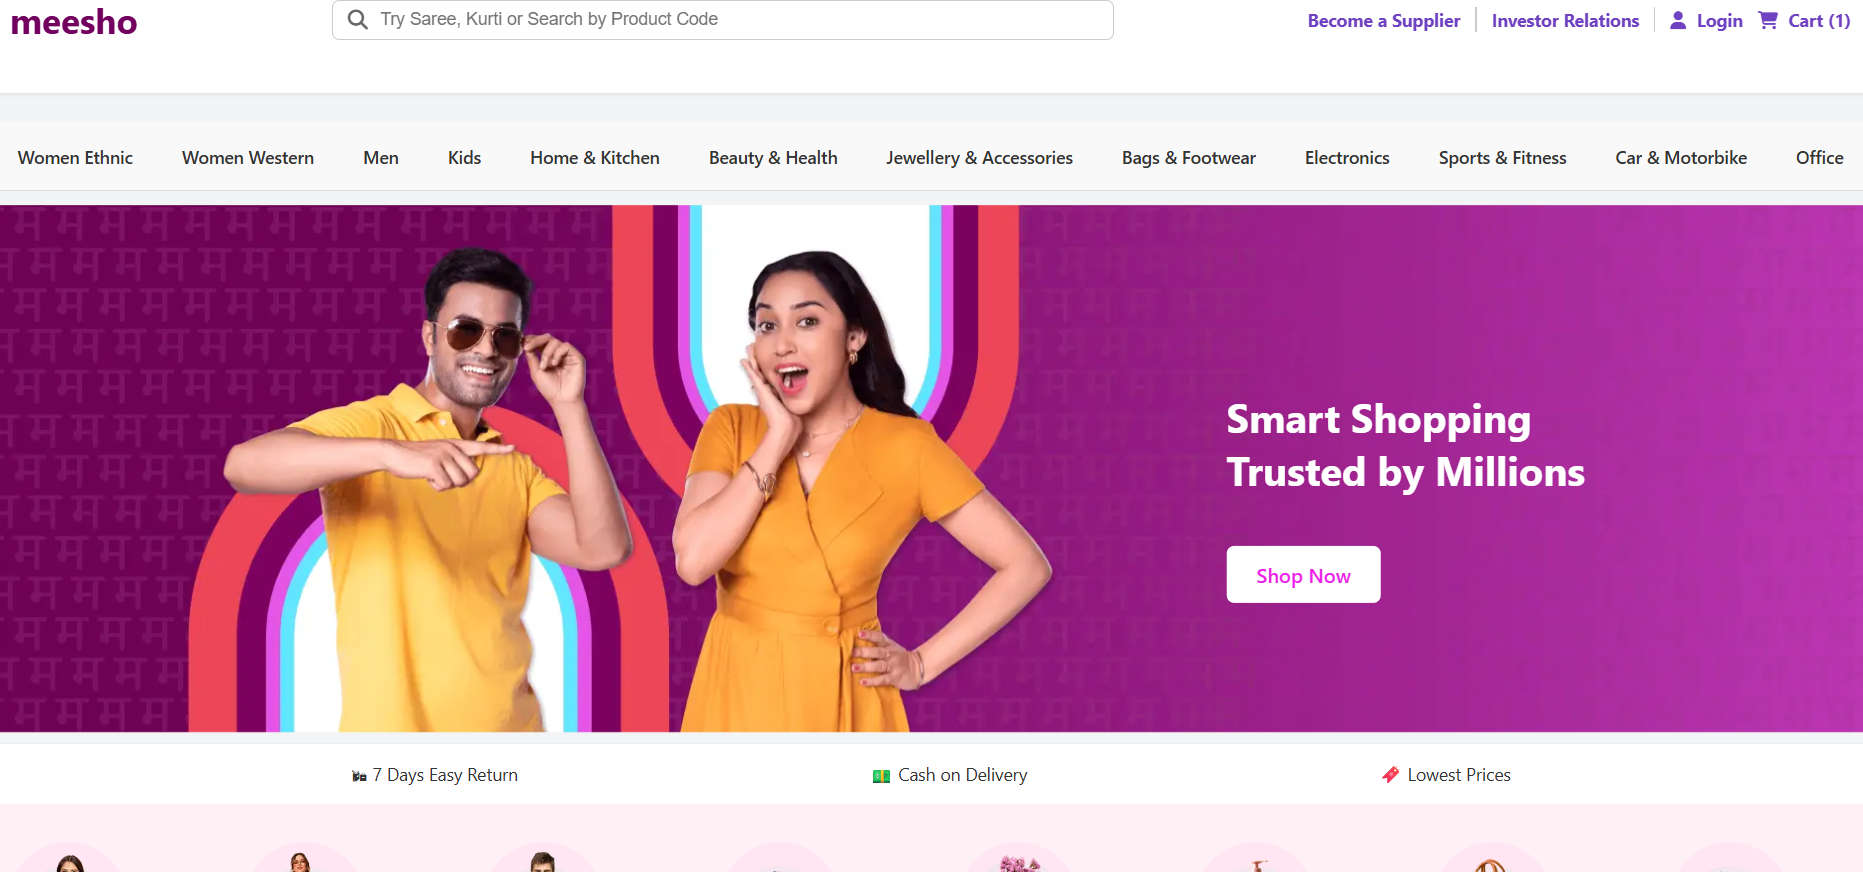 meesho
Try Saree, Kurti or Search by Product Code
Become a Supplier
Investor Relations
Login
Cart (1)
Women Ethnic
Women Western
Men
Kids
Home & Kitchen
Beauty & Health
Jewellery & Accessories
Bags & Footwear
Electronics
Sports & Fitness
Car & Motorbike
Office
Smart Shopping
Trusted by Millions
Shop Now
7 Days Easy Return
Cash on Delivery
Lowest Prices